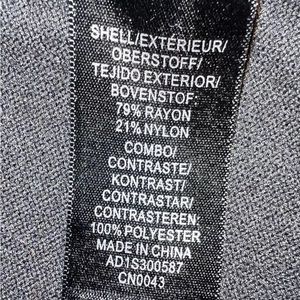 SHELL/EXTÉRIEUR/
OBERSTOFF/
TEJIDO EXTERIOR/
BOVENSTOF:
79% RAYON
21% NYLON
COMBO/
CONTRASTE/
KONTRAST/
CONTRASTAR/
CONTRASTEREN:
100% POLYESTER
MADE IN CHINA
AD1S300587
CN0043